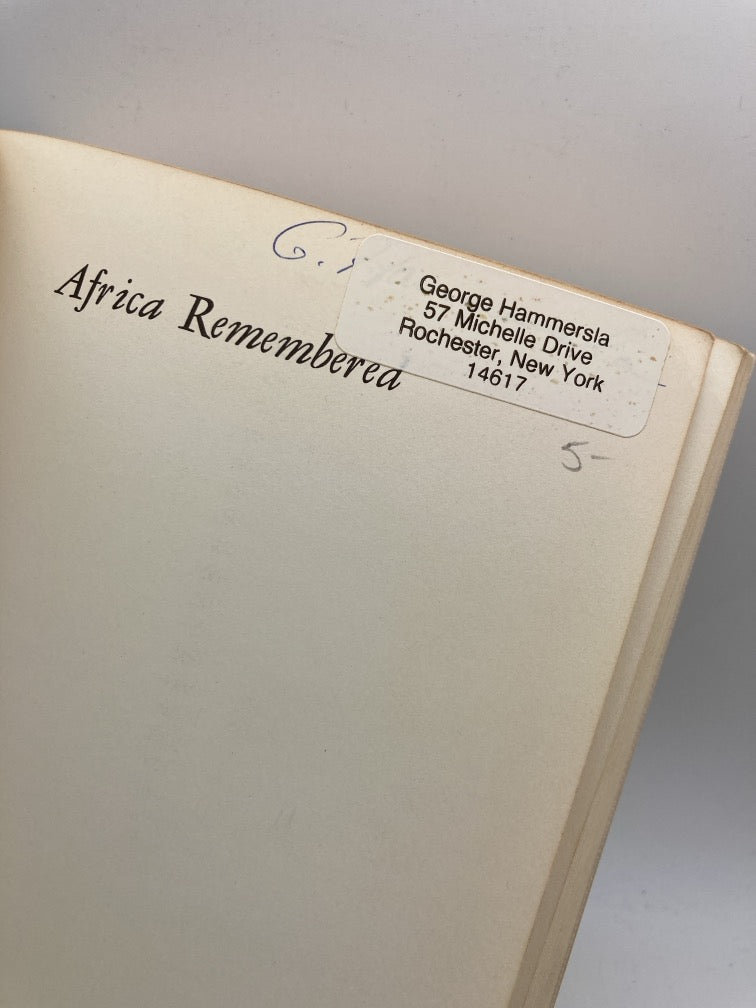 G.
Africa Remembered
George Hammersla
57 Michelle Drive
Rochester, New York
14617
5-